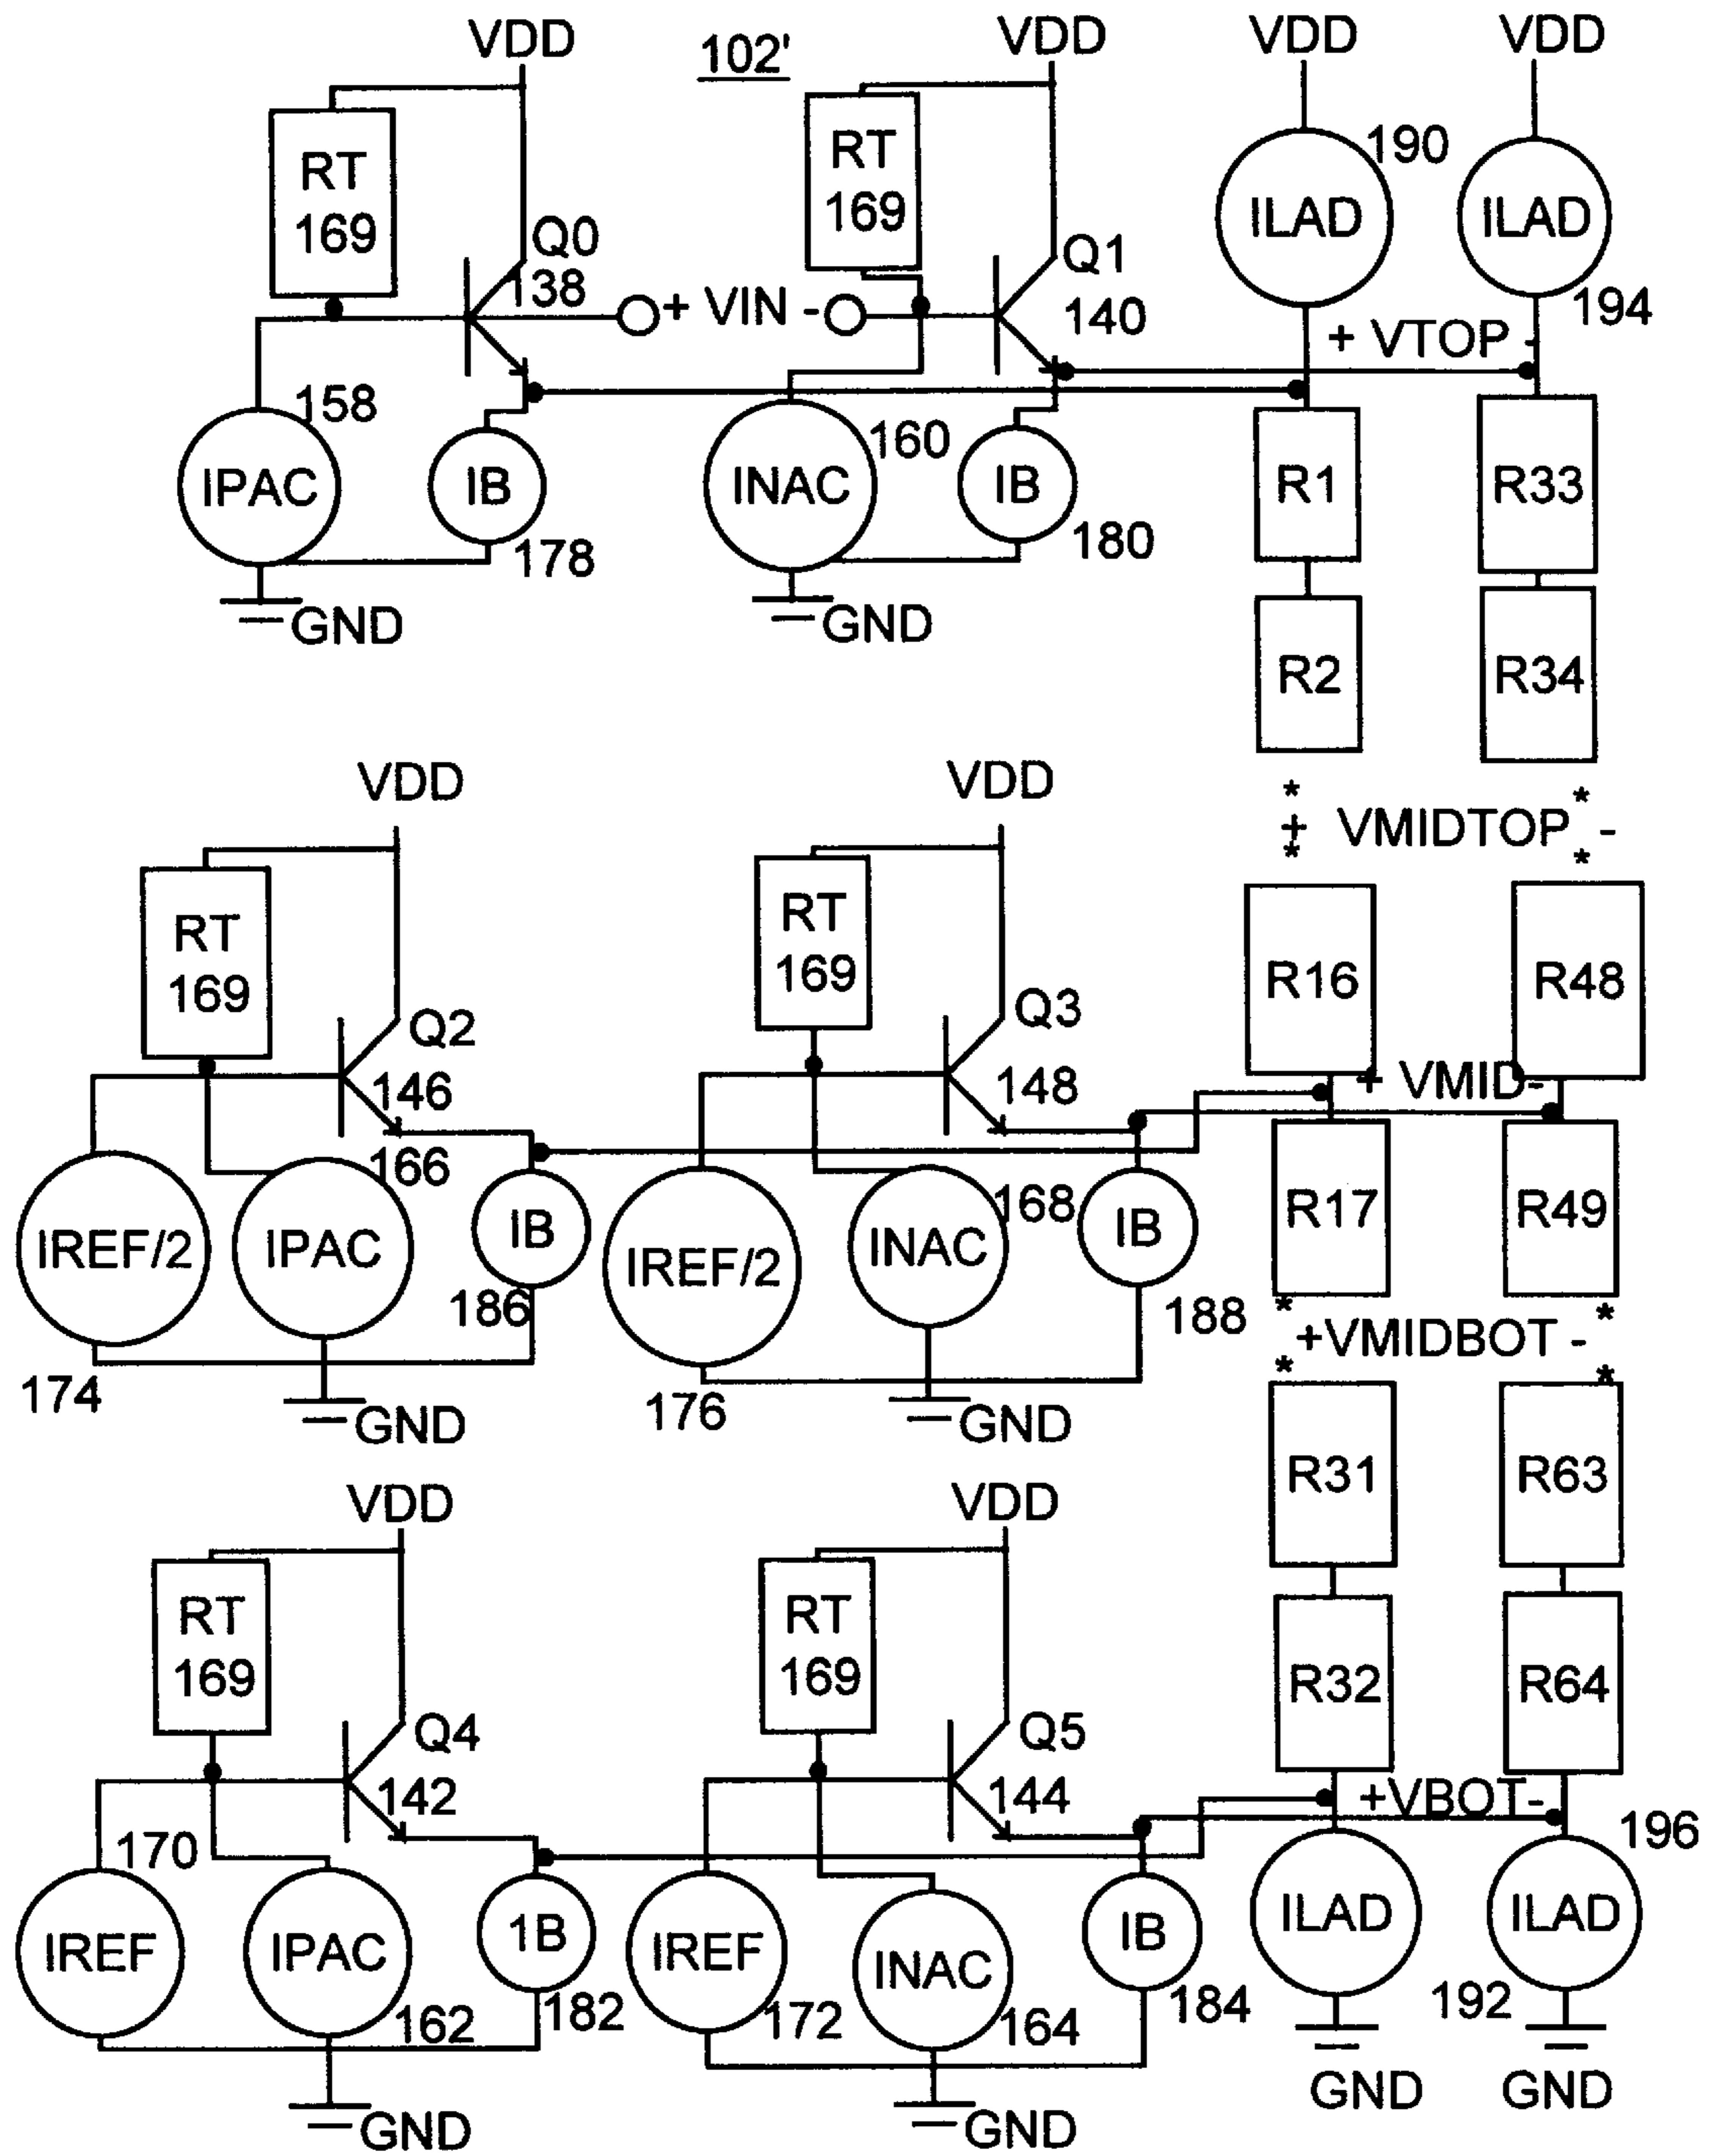 VDD
102'
VDD
VDD
VDD
RT
169
RT
169
190
ILAD
ILAD
Q0
138
Q1
140
194
+ VIN -
+ VTOP -
158
160
IPAC
IB
INAC
IB
R1
R33
178
180
GND
GND
R2
R34
VDD
VDD
*
*
+ VMIDTOP -
*
*
RT
169
RT
169
R16
R48
Q2
Q3
146
148
+ VMID-
166
168
IREF/2
IPAC
IB
IREF/2
INAC
IB
R17
R49
186
188
*
*
+VMIDBOT -
*
*
174
176
GND
GND
R31
R63
VDD
VDD
RT
169
RT
169
R32
R64
Q4
Q5
142
144
+VBOT-
170
196
IREF
IPAC
1B
IREF
INAC
IB
ILAD
ILAD
162
182
172
164
184
192
GND
GND
GND
GND